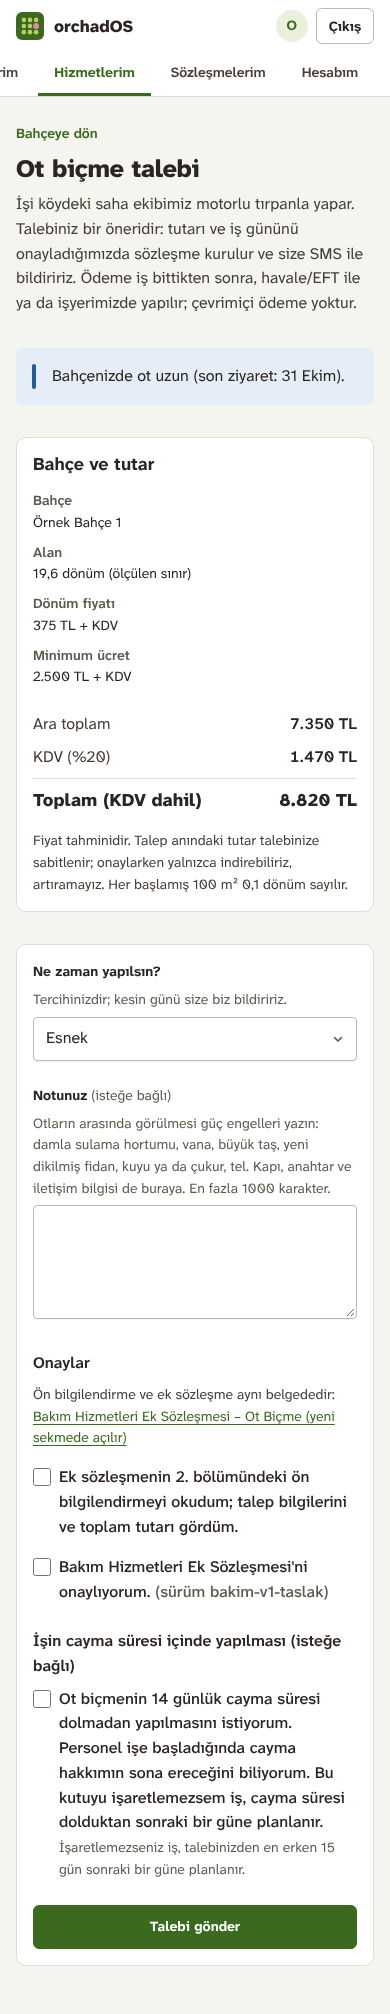 orchadOS
O
Çıkış
rim
Hizmetlerim
Sözleşmelerim
Hesabım
Bahçeye dön
Ot biçme talebi
İşi köydeki saha ekibimiz motorlu tırpanla yapar.
Talebiniz bir öneridir: tutarı ve iş gününü
onayladığımızda sözleşme kurulur ve size SMS ile
bildiririz. Ödeme iş bittikten sonra, havale/EFT ile
ya da işyerimizde yapılır; çevrimiçi ödeme yoktur.
Bahçenizde ot uzun (son ziyaret: 31 Ekim).
Bahçe ve tutar
Bahçe
Örnek Bahçe 1
Alan
19,6 dönüm (ölçülen sınır)
Dönüm fiyatı
375 TL + KDV
Minimum ücret
2.500 TL + KDV
Ara toplam 7.350 TL
KDV (%20) 1.470 TL
Toplam (KDV dahil) 8.820 TL
Fiyat tahminidir. Talep anındaki tutar talebinize
sabitlenir; onaylarken yalnızca indirebiliriz,
artıramayız. Her başlamış 100 m² 0,1 dönüm sayılır.
Ne zaman yapılsın?
Tercihinizdir; kesin günü size biz bildiririz.
Esnek
Notunuz (isteğe bağlı)
Otların arasında görülmesi güç engelleri yazın:
damla sulama hortumu, vana, büyük taş, yeni
dikilmiş fidan, kuyu ya da çukur, tel. Kapı, anahtar ve
iletişim bilgisi de buraya. En fazla 1000 karakter.
Onaylar
Ön bilgilendirme ve ek sözleşme aynı belgededir:
Bakım Hizmetleri Ek Sözleşmesi – Ot Biçme (yeni
sekmede açılır)
Ek sözleşmenin 2. bölümündeki ön
bilgilendirmeyi okudum; talep bilgilerini
ve toplam tutarı gördüm.
Bakım Hizmetleri Ek Sözleşmesi'ni
onaylıyorum. (sürüm bakim-v1-taslak)
İşin cayma süresi içinde yapılması (isteğe
bağlı)
Ot biçmenin 14 günlük cayma süresi
dolmadan yapılmasını istiyorum.
Personel işe başladığında cayma
hakkımın sona ereceğini biliyorum. Bu
kutuyu işaretlemezsem iş, cayma süresi
dolduktan sonraki bir güne planlanır.
İşaretlemezseniz iş, talebinizden en erken 15
gün sonraki bir güne planlanır.
Talebi gönder